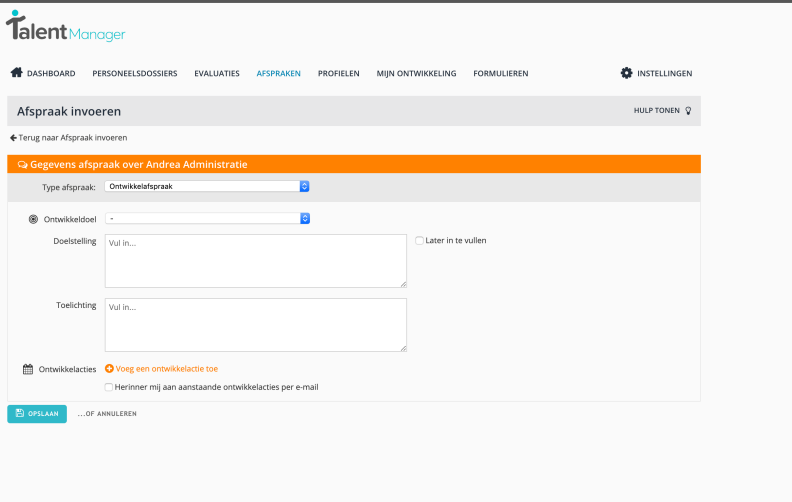 Talent Manager
DASHBOARD PERSONEELSDOSSIERS EVALUATIES AFSPRAKEN PROFIELEN MIJN ONTWIKKELING FORMULIEREN INSTELLINGEN
Afspraak invoeren HULP TONEN
Terug naar Afspraak invoeren
Gegevens afspraak over Andrea Administratie
Type afspraak: Ontwikkelafspraak
Ontwikkeldoel -
Doelstelling Vul in... Later in te vullen
Toelichting Vul in...
Ontwikkelacties Voeg een ontwikkelactie toe
Herinner mij aan aanstaande ontwikkelacties per e-mail
OPSLAAN ...OF ANNULEREN